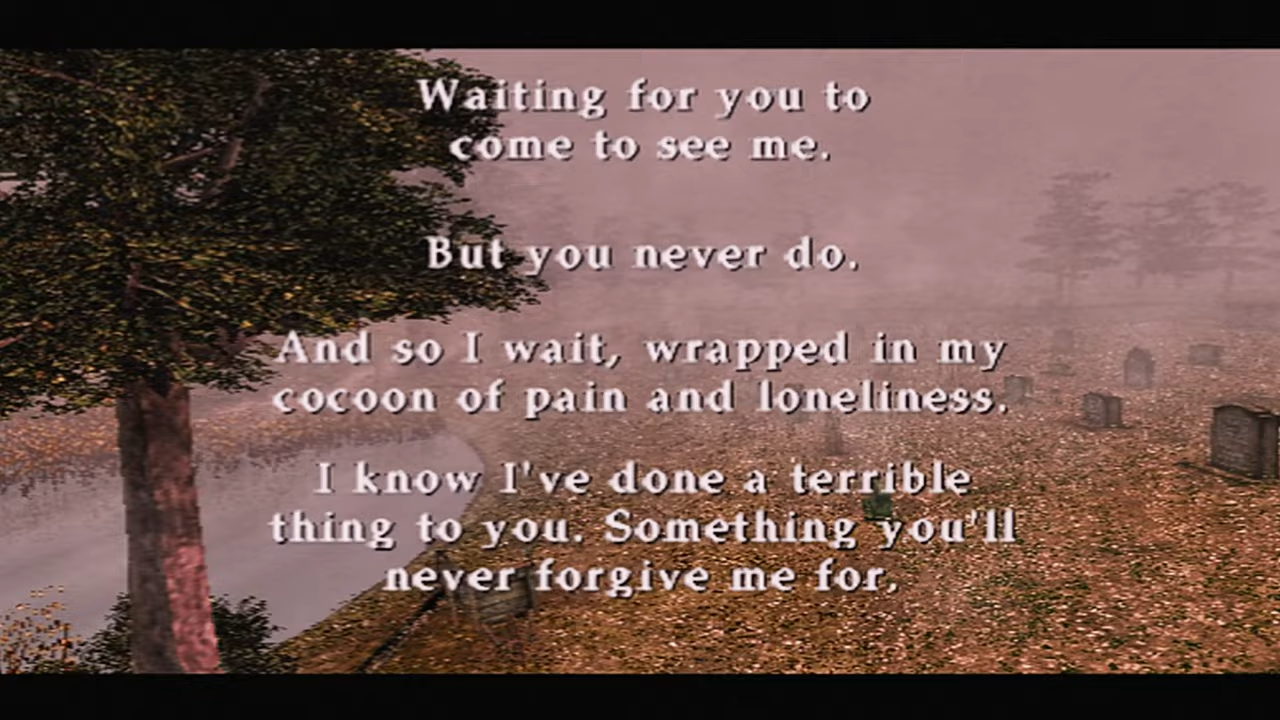 Waiting for you to
come to see me.
But you never do.
And so I wait, wrapped in my
cocoon of pain and loneliness.
I know I've done a terrible
thing to you. Something you'll
never forgive me for.